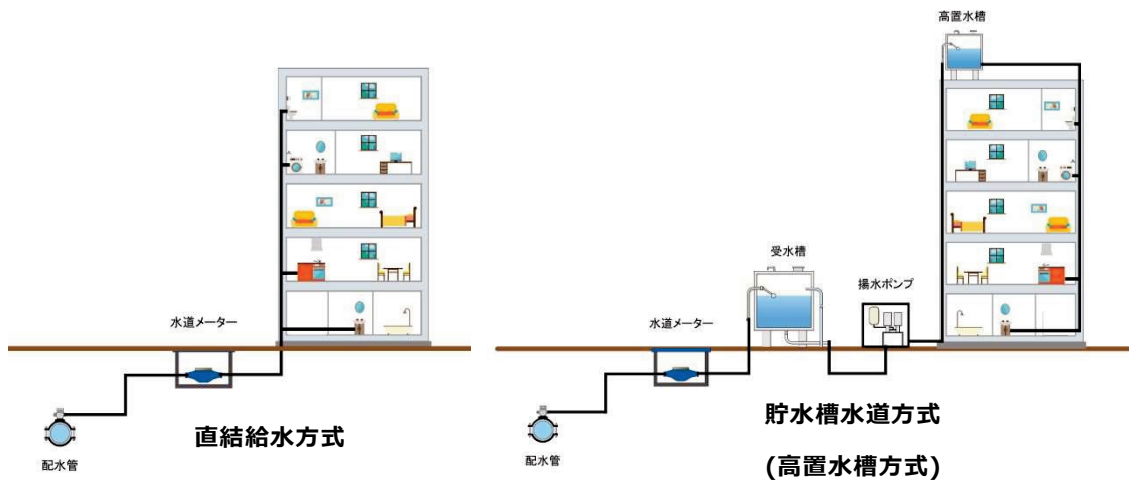 水道メーター
配水管
直結給水方式
高置水槽
受水槽
揚水ポンプ
水道メーター
配水管
貯水槽水道方式
(高置水槽方式)